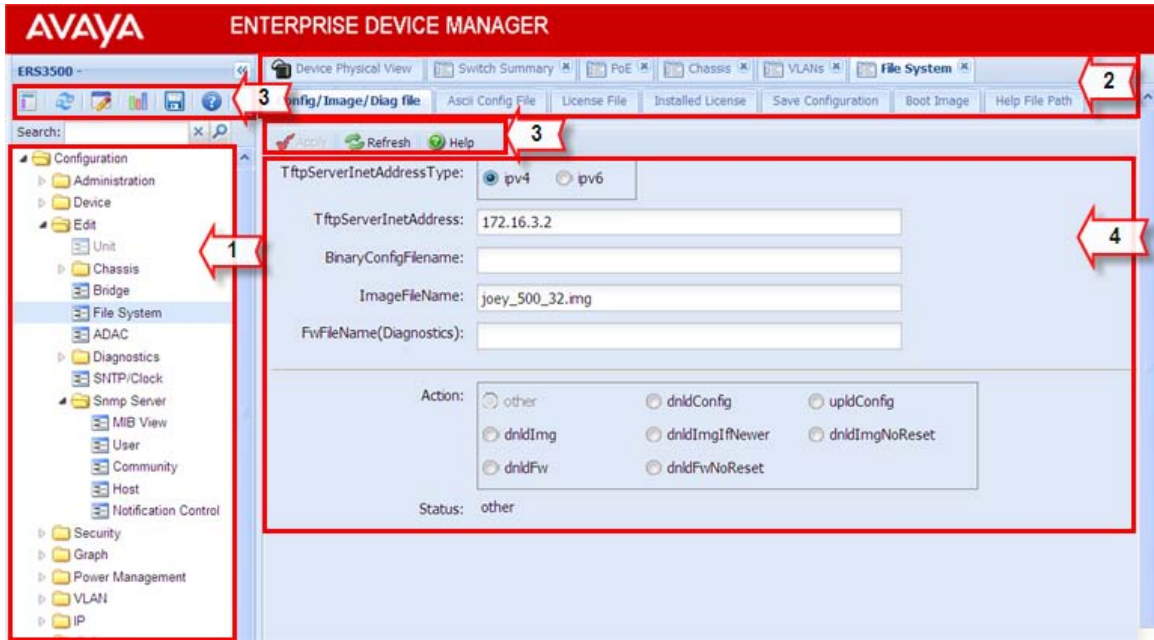 AVAYA ENTERPRISE DEVICE MANAGER
ERS3500 -
Device Physical View Switch Summary PoE Chassis VLANs File System
2
3
Config/Image/Diag file Ascii Config File License File Installed License Save Configuration Boot Image Help File Path
Search:
Apply Refresh Help
3
Configuration
Administration
Device
Edit
Unit
1
Chassis
Bridge
File System
ADAC
Diagnostics
SNTP/Clock
Snmp Server
MIB View
User
Community
Host
Notification Control
Security
Graph
Power Management
VLAN
IP
TftpServerInetAddressType: ipv4 ipv6
TftpServerInetAddress: 172.16.3.2
4
BinaryConfigFilename:
ImageFileName: joey_500_32.img
FwFileName(Diagnostics):
Action: other dnldConfig upldConfig
dnldImg dnldImgIfNewer dnldImgNoReset
dnldFw dnldFwNoReset
Status: other